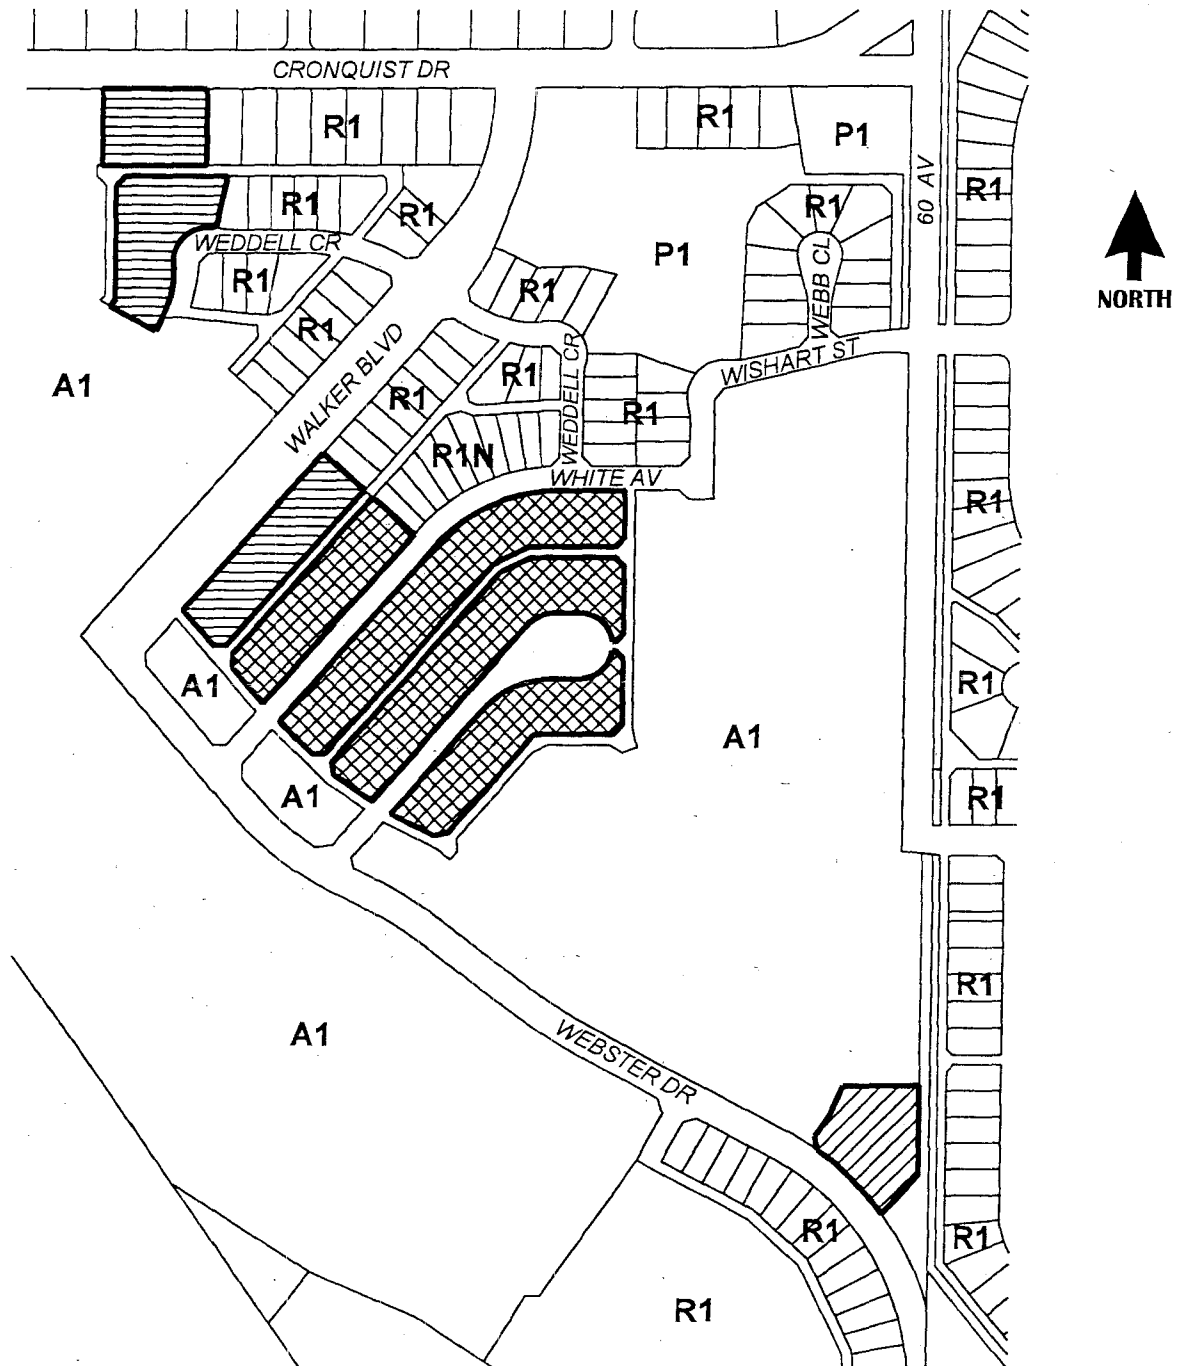 CRONQUIST DR
R1
R1
P1
60 AV
R1
R1
R1
R1
WEDDELL CR
P1
R1
R1
WEBB CL
NORTH
R1
WALKER BLVD
WISHART ST
A1
R1
R1
WEDDELL CR
R1
R1N
WHITE AV
R1
A1
R1
A1
A1
R1
R1
A1
WEBSTER DR
R1
R1
R1